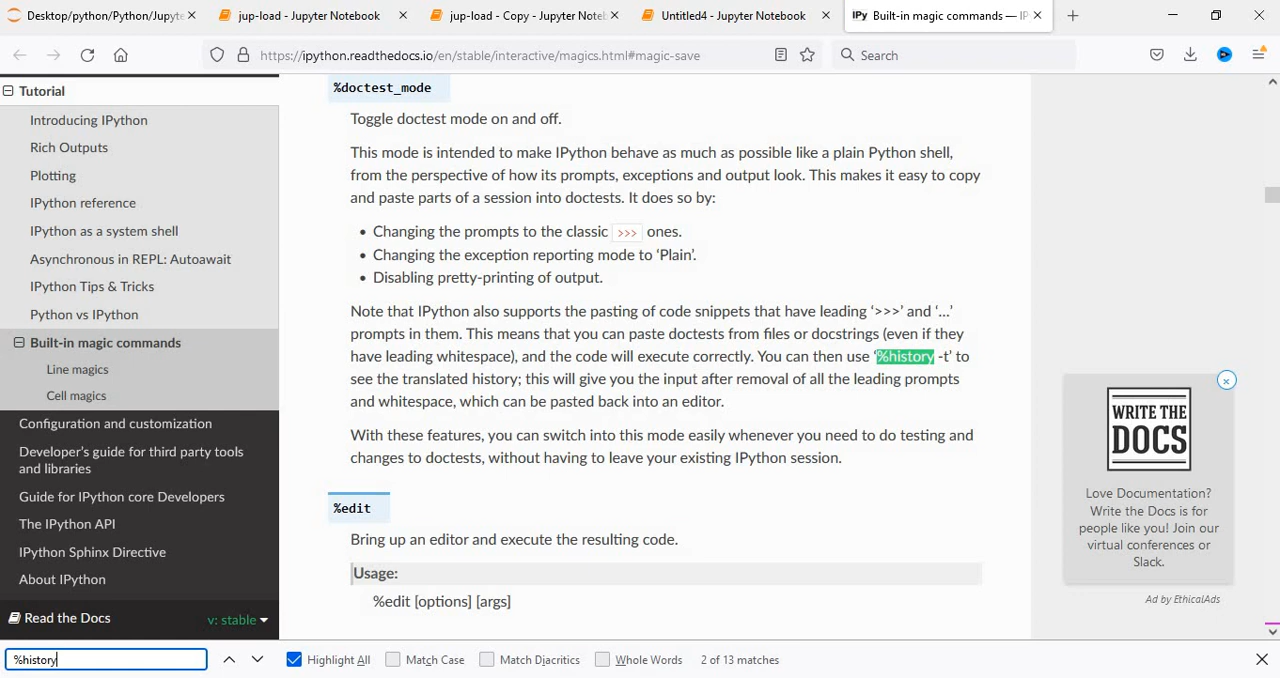 Desktop/python/Python/Jupyte
jup-load - Jupyter Notebook
jup-load - Copy - Jupyter Noteb
Untitled4 - Jupyter Notebook
IPy Built-in magic commands — IP
https://ipython.readthedocs.io/en/stable/interactive/magics.html#magic-save
Search
Tutorial
Introducing IPython
Rich Outputs
Plotting
IPython reference
IPython as a system shell
Asynchronous in REPL: Autoawait
IPython Tips & Tricks
Python vs IPython
Built-in magic commands
Line magics
Cell magics
Configuration and customization
Developer's guide for third party tools
and libraries
Guide for IPython core Developers
The IPython API
IPython Sphinx Directive
About IPython
Read the Docs
v: stable
%doctest_mode
Toggle doctest mode on and off.
This mode is intended to make IPython behave as much as possible like a plain Python shell,
from the perspective of how its prompts, exceptions and output look. This makes it easy to copy
and paste parts of a session into doctests. It does so by:
• Changing the prompts to the classic >>> ones.
• Changing the exception reporting mode to ‘Plain’.
• Disabling pretty-printing of output.
Note that IPython also supports the pasting of code snippets that have leading ‘>>>’ and ‘…’
prompts in them. This means that you can paste doctests from files or docstrings (even if they
have leading whitespace), and the code will execute correctly. You can then use ‘%history -t’ to
see the translated history; this will give you the input after removal of all the leading prompts
and whitespace, which can be pasted back into an editor.
With these features, you can switch into this mode easily whenever you need to do testing and
changes to doctests, without having to leave your existing IPython session.
%edit
Bring up an editor and execute the resulting code.
Usage:
%edit [options] [args]
WRITE THE
DOCS
Love Documentation?
Write the Docs is for
people like you! Join our
virtual conferences or
Slack.
Ad by EthicalAds
%history
Highlight All
Match Case
Match Diacritics
Whole Words
2 of 13 matches